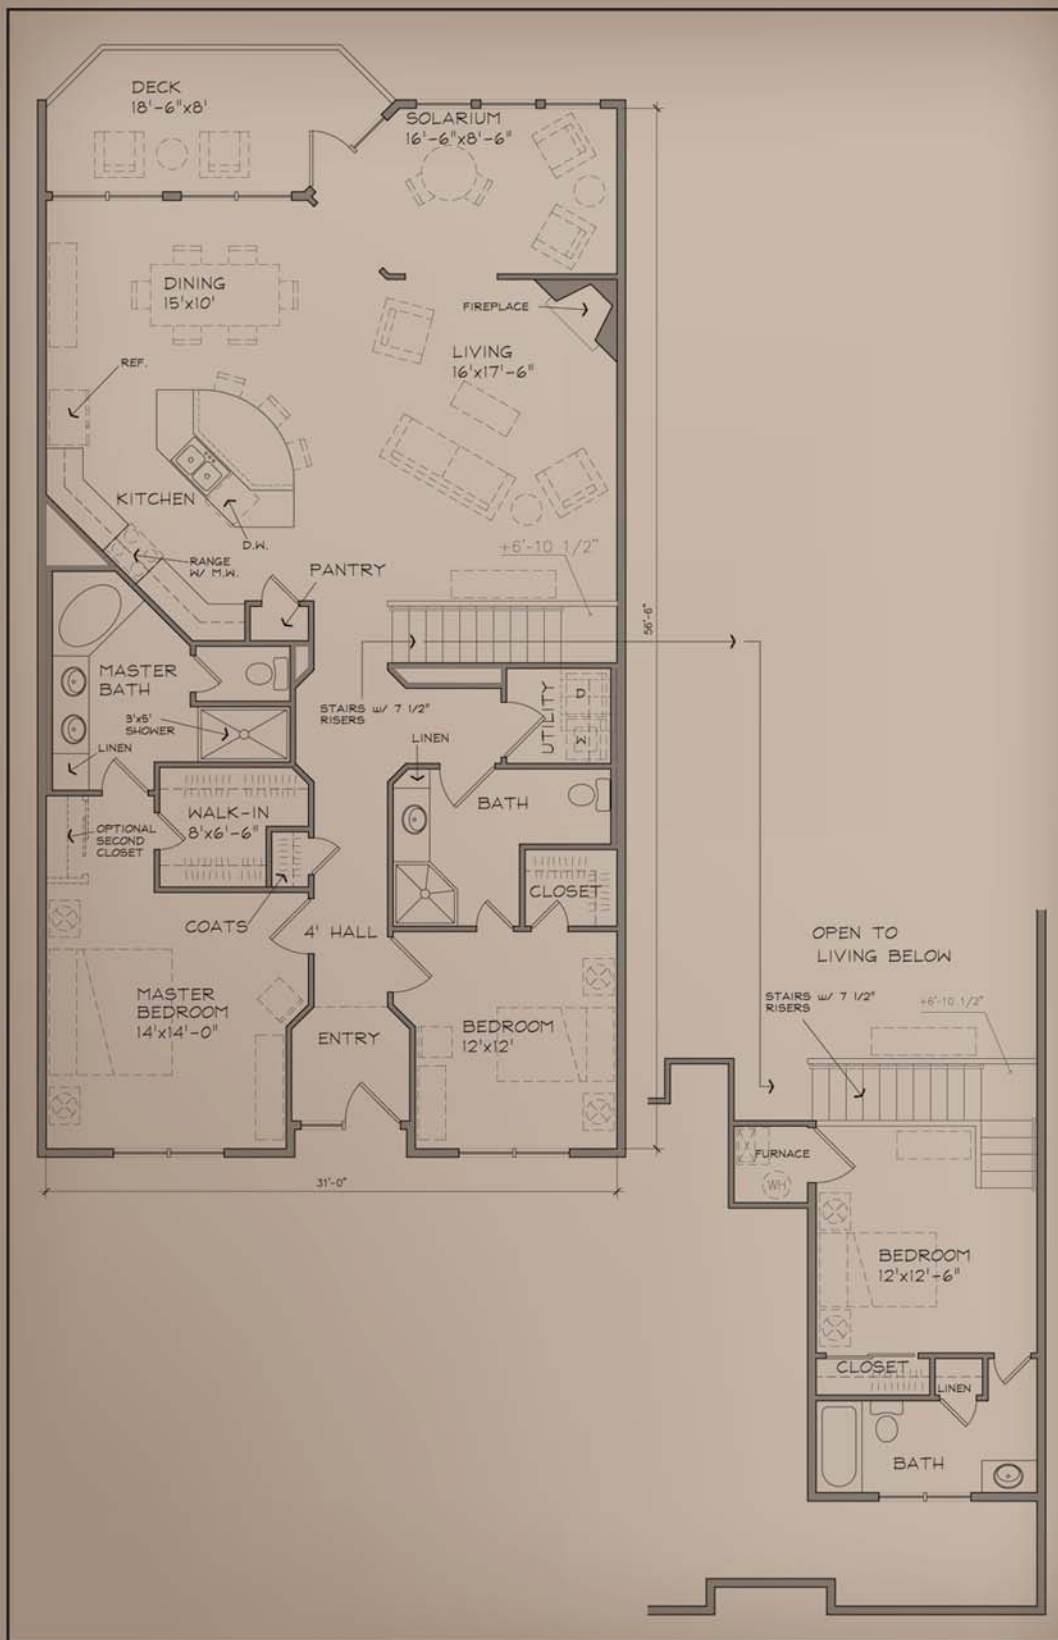 DECK
18'-6"x8'
SOLARIUM
16'-6"x8'-6"
DINING
15'x10'
FIREPLACE
LIVING
16'x17'-6"
REF.
KITCHEN
D.W.
RANGE
W/ M.W.
+6'-10 1/2"
PANTRY
56'-6"
MASTER
BATH
3'x5'
SHOWER
LINEN
STAIRS w/ 7 1/2"
RISERS
UTILITY
D
W
LINEN
BATH
WALK-IN
8'x6'-6"
OPTIONAL
SECOND
CLOSET
CLOSET
COATS
4' HALL
MASTER
BEDROOM
14'x14'-0"
ENTRY
BEDROOM
12'x12'
31'-0"
OPEN TO
LIVING BELOW
STAIRS w/ 7 1/2"
RISERS
+6'-10 1/2"
FURNACE
WH
BEDROOM
12'x12'-6"
CLOSET
LINEN
BATH